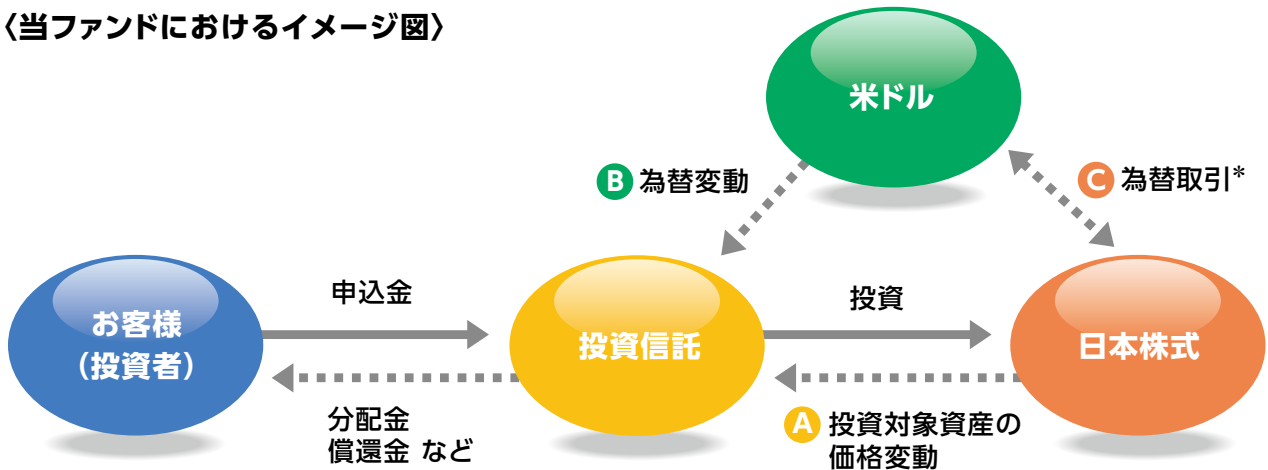 〈当ファンドにおけるイメージ図〉
米ドル
B 為替変動
C 為替取引*
申込金
投資
お客様
(投資者)
投資信託
日本株式
分配金
償還金 など
A 投資対象資産の
価格変動